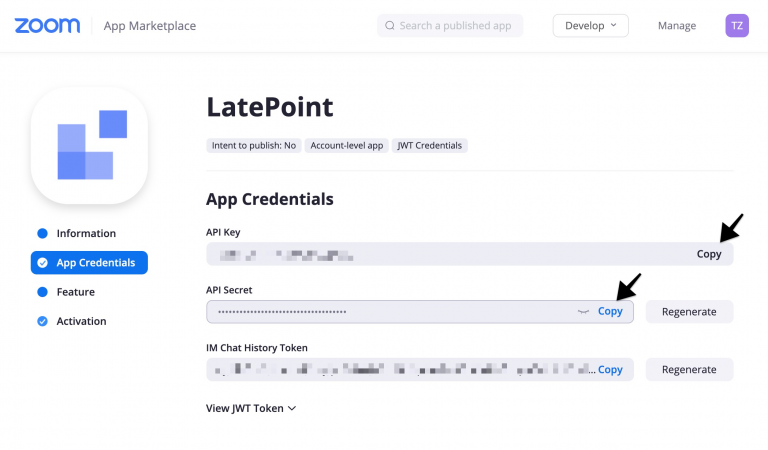 zoom App Marketplace Search a published app Develop Manage TZ
LatePoint
Intent to publish: No Account-level app JWT Credentials
App Credentials
Information
App Credentials
Feature
Activation
API Key
Copy
API Secret
Copy Regenerate
IM Chat History Token
... Copy Regenerate
View JWT Token